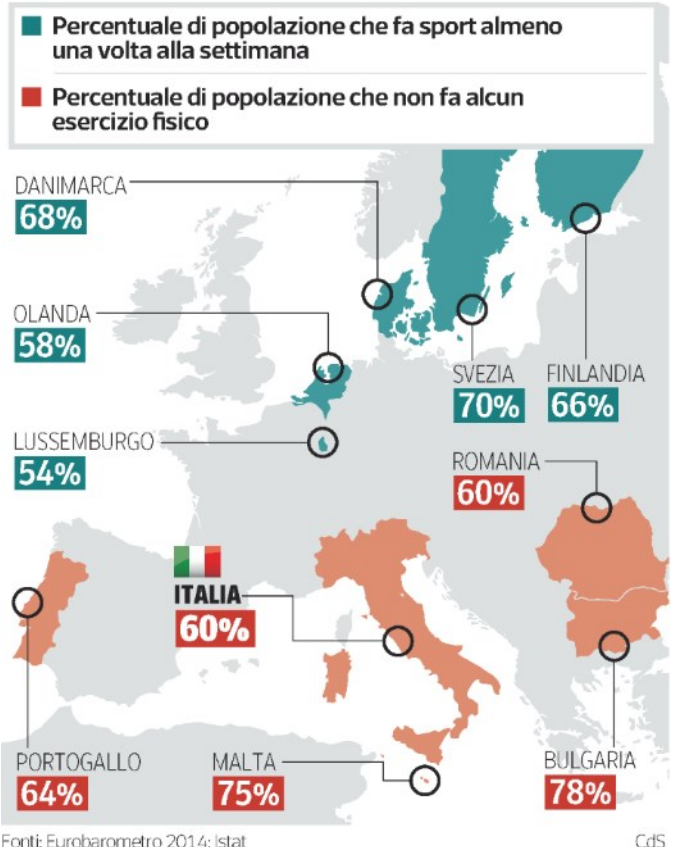 Percentuale di popolazione che fa sport almeno
una volta alla settimana
Percentuale di popolazione che non fa alcun
esercizio fisico
DANIMARCA
68%
OLANDA
58%
LUSSEMBURGO
54%
SVEZIA
70%
FINLANDIA
66%
ROMANIA
60%
ITALIA
60%
PORTOGALLO
64%
MALTA
75%
BULGARIA
78%
Fonti: Eurobarometro 2014; Istat
CdS